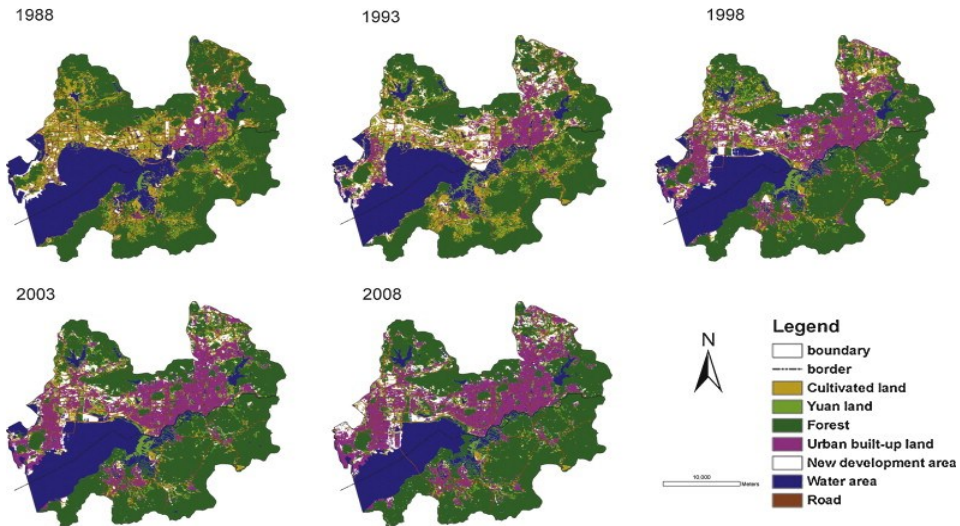 1988
1993
1998
2003
2008
N
10,000
Meters
Legend
boundary
border
Cultivated land
Yuan land
Forest
Urban built-up land
New development area
Water area
Road